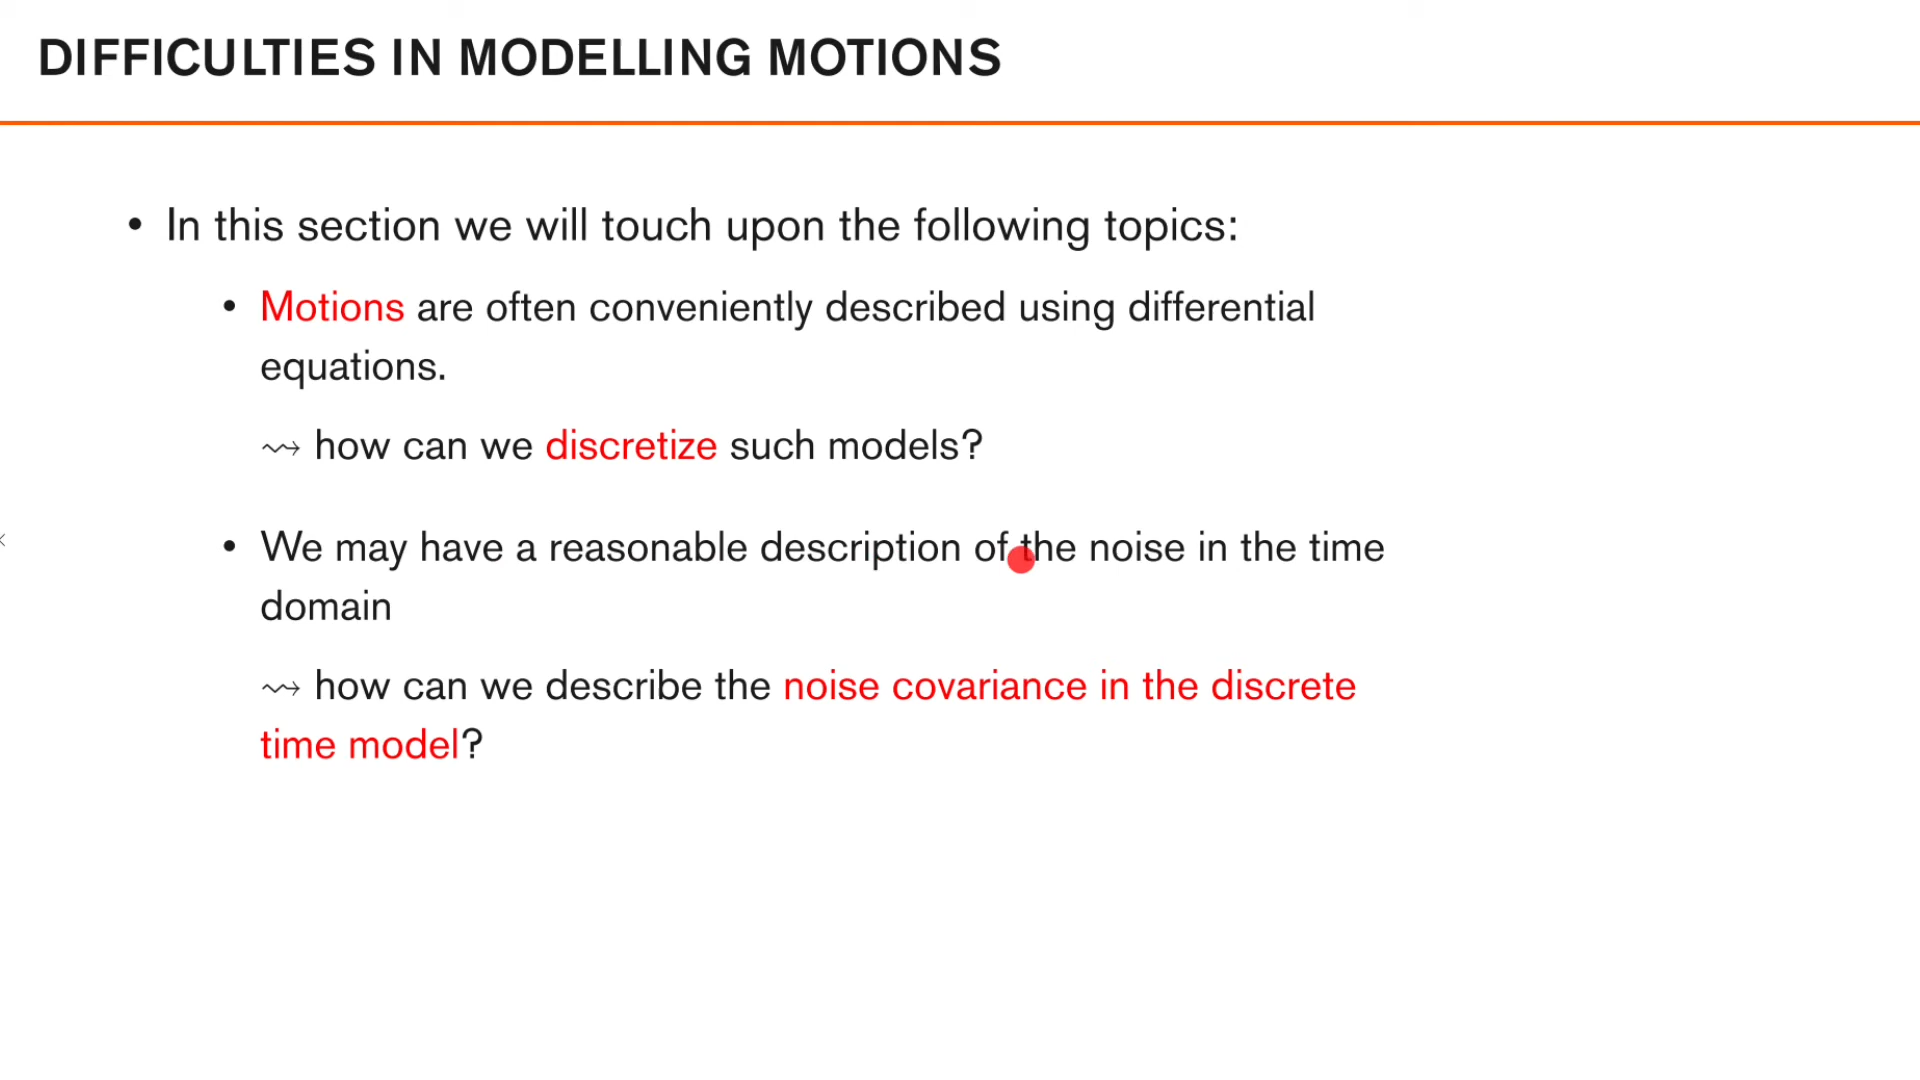 DIFFICULTIES IN MODELLING MOTIONS
• In this section we will touch upon the following topics:
• Motions are often conveniently described using differential
equations.
⇝ how can we discretize such models?
• We may have a reasonable description of the noise in the time
domain
⇝ how can we describe the noise covariance in the discrete
time model?